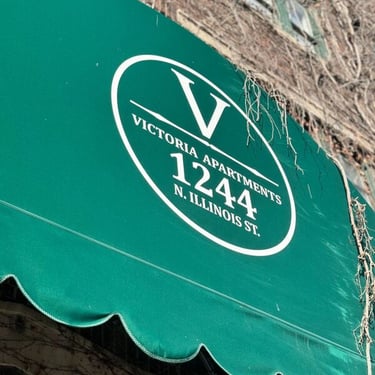 V
VICTORIA APARTMENTS
1244
N. ILLINOIS ST.